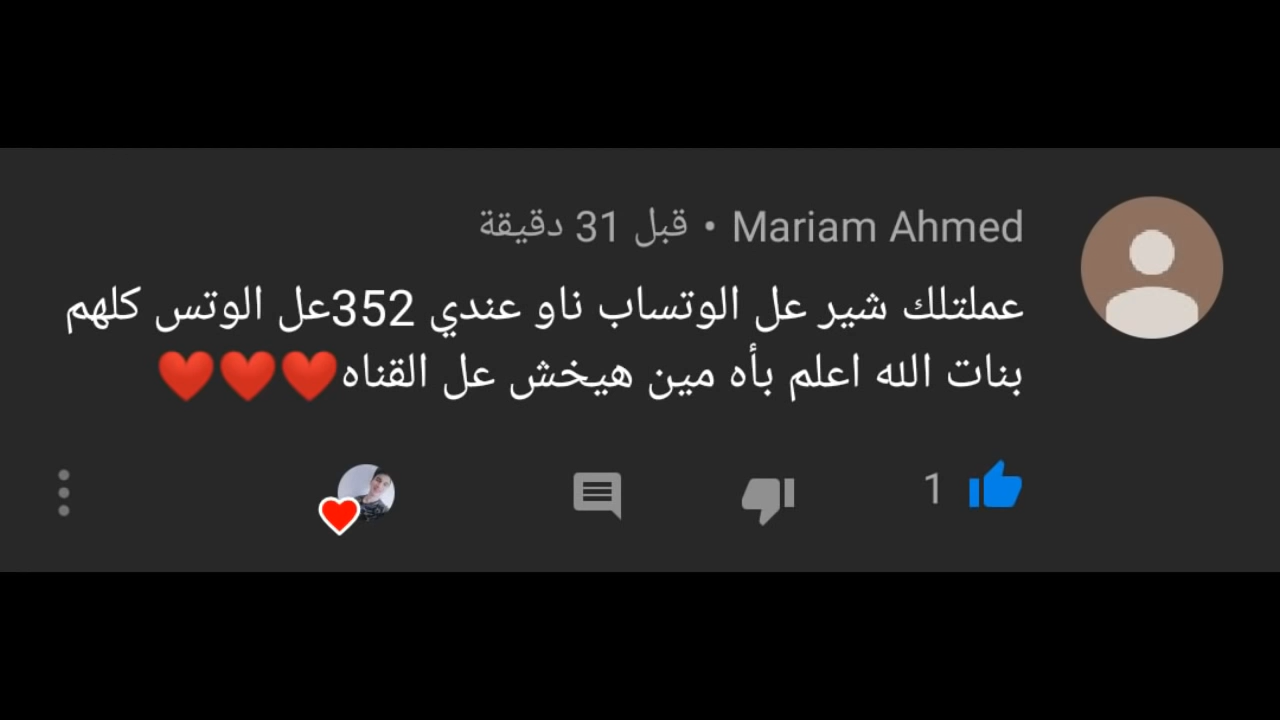 Mariam Ahmed • قبل 31 دقيقة
عملتلك شير عل الوتساب ناو عندي 352عل الوتس كلهم
بنات الله اعلم بأه مين هيخش عل القناه❤️❤️❤️
1